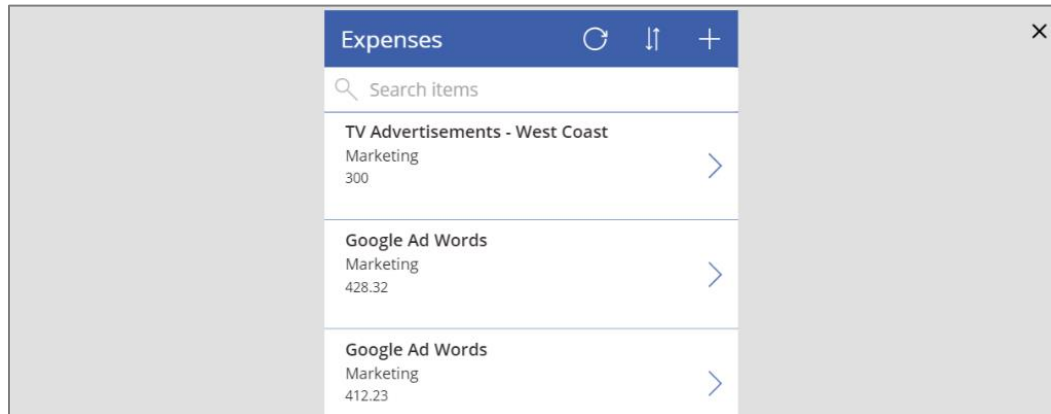 Expenses
Search items
TV Advertisements - West Coast
Marketing
300
Google Ad Words
Marketing
428.32
Google Ad Words
Marketing
412.23